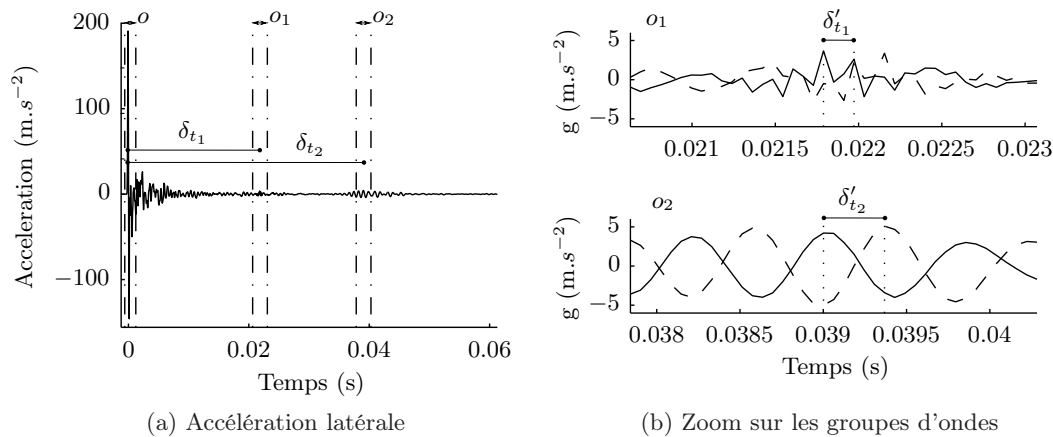 o
o₁
o₂
200
100
0
−100
Acceleration (m.s⁻²)
δt₁
δt₂
0
0.02
0.04
0.06
Temps (s)
(a) Accélération latérale
o₁
δ′t₁
5
0
−5
g (m.s⁻²)
0.021
0.0215
0.022
0.0225
0.023
o₂
δ′t₂
5
0
−5
g (m.s⁻²)
0.038
0.0385
0.039
0.0395
0.04
Temps (s)
(b) Zoom sur les groupes d'ondes